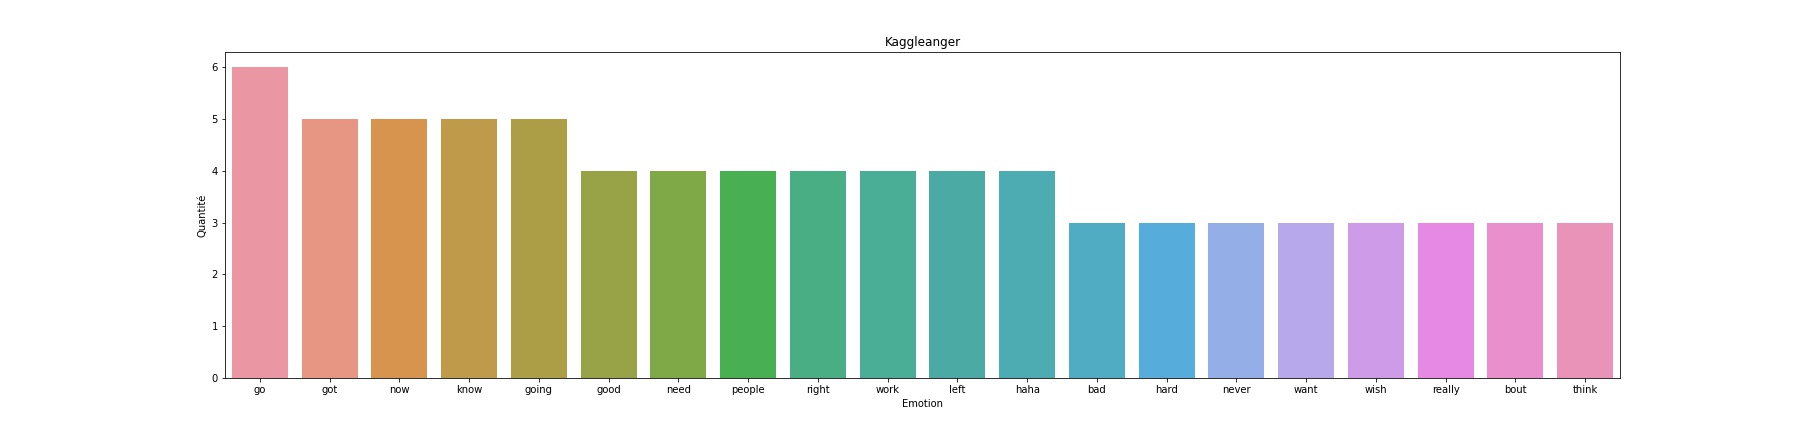 Kaggleanger
6
5
4
3
2
1
0
Quantité
go got now know going good need people right work left haha bad hard never want wish really bout think
Emotion